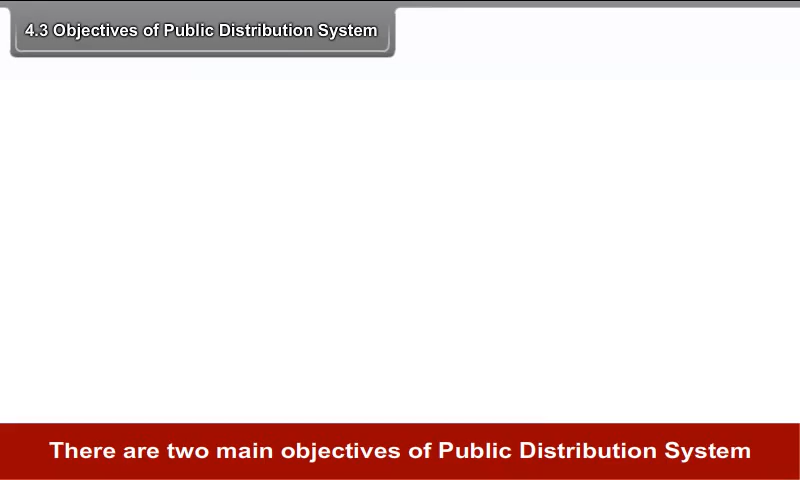 4.3 Objectives of Public Distribution System
There are two main objectives of Public Distribution System